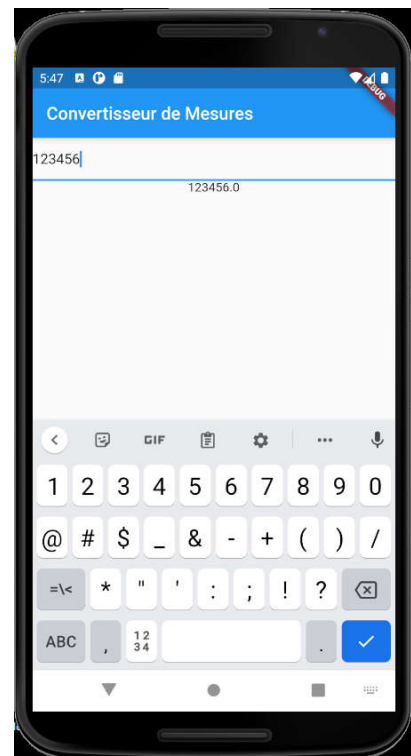 5:47
DEBUG
Convertisseur de Mesures
123456
123456.0
GIF
1 2 3 4 5 6 7 8 9 0
@ # $ _ & - + ( ) /
=\< * " ' : ; ! ?
ABC , 12 34 .